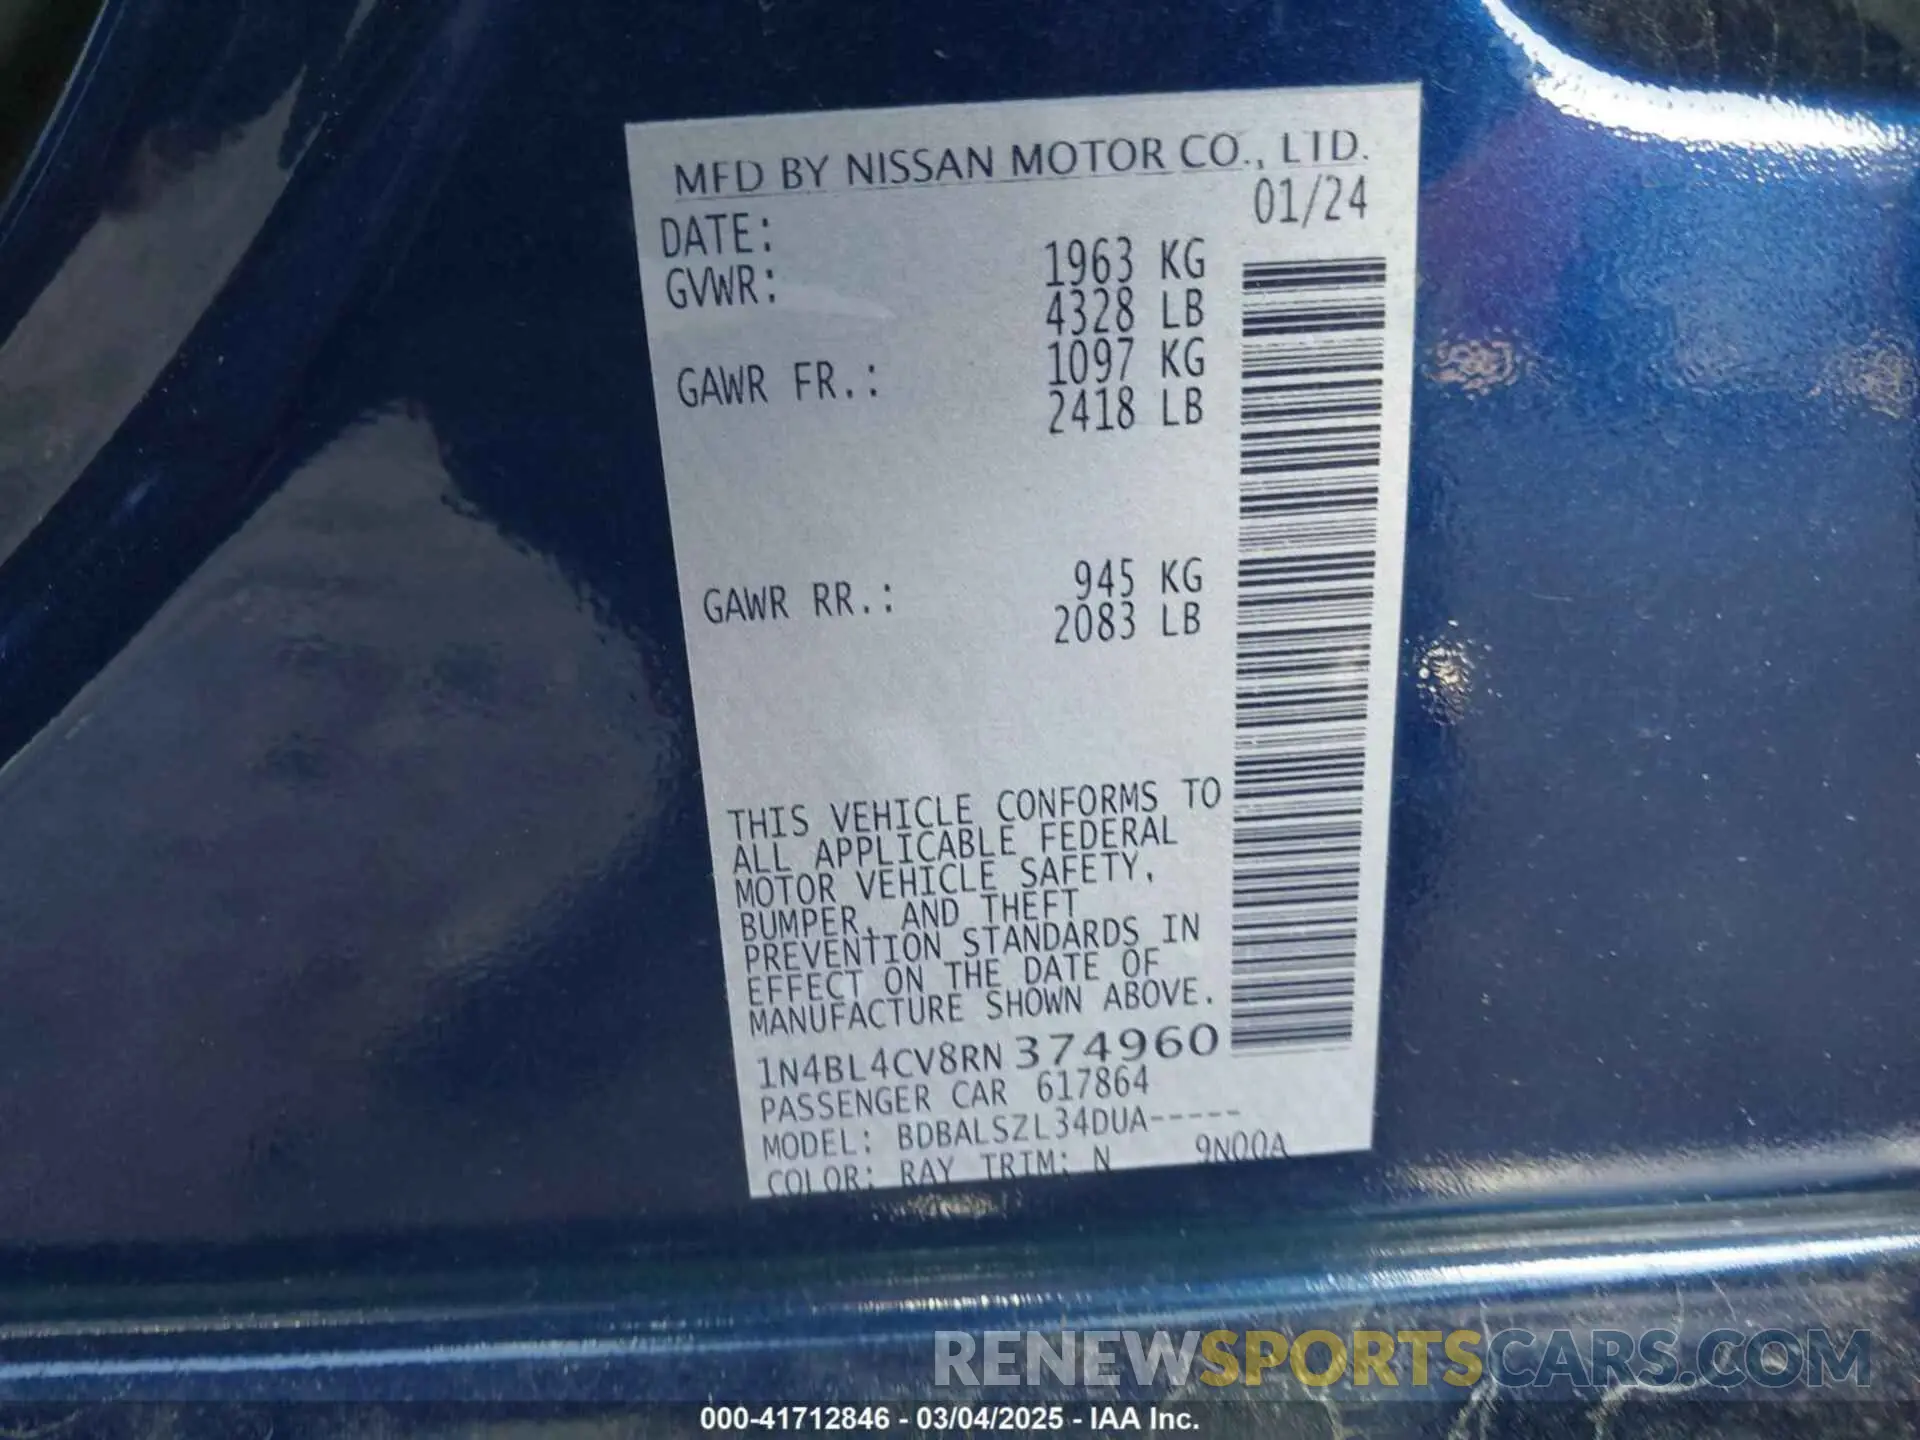 MFD BY NISSAN MOTOR CO., LTD.
DATE: 01/24
GVWR: 1963 KG
4328 LB
GAWR FR.: 1097 KG
2418 LB
GAWR RR.: 945 KG
2083 LB
THIS VEHICLE CONFORMS TO
ALL APPLICABLE FEDERAL
MOTOR VEHICLE SAFETY,
BUMPER, AND THEFT
PREVENTION STANDARDS IN
EFFECT ON THE DATE OF
MANUFACTURE SHOWN ABOVE.
1N4BL4CV8RN 374960
PASSENGER CAR 617864
MODEL: BDBALSZL34DUA-----
COLOR: RAY TRIM: N 9N00A
RENEWSPORTSCARS.COM
000-41712846 - 03/04/2025 - IAA Inc.